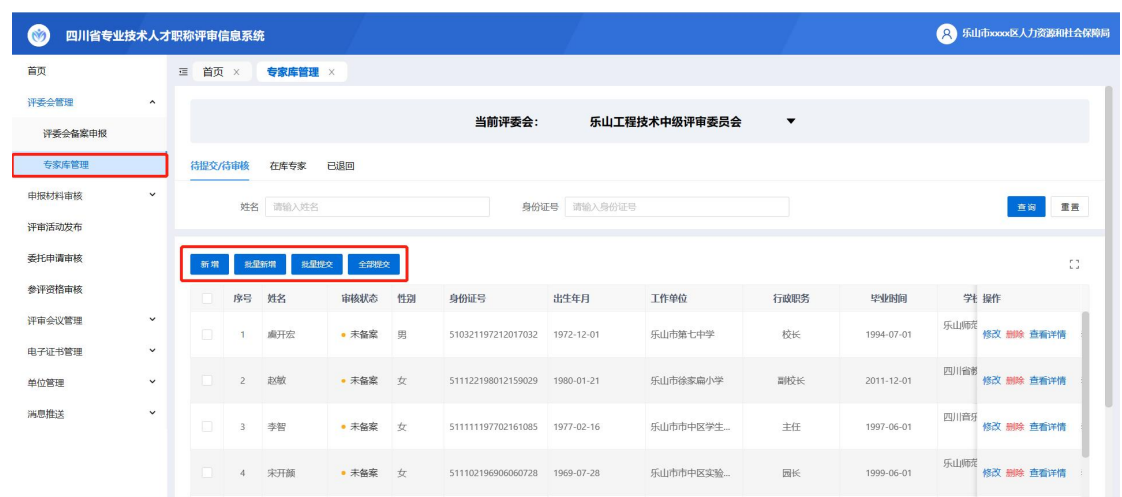 四川省专业技术人才职称评审信息系统
乐山市xxxx区人力资源和社会保障局
首页
评委会管理
评委会备案申报
专家库管理
申报材料审核
评审活动发布
委托申请审核
参评资格审核
评审会议管理
电子证书管理
单位管理
消息推送
首页 × 专家库管理 ×
当前评委会： 乐山工程技术中级评审委员会
待提交/待审核 在库专家 已退回
姓名 请输入姓名 身份证号 请输入身份证号 查询 重置
新增 批量新增 批量提交 全部提交
序号 姓名 审核状态 性别 身份证号 出生年月 工作单位 行政职务 毕业时间 学校 操作
1 虞开宏 未备案 男 510321197212017032 1972-12-01 乐山市第七中学 校长 1994-07-01 乐山师范 修改 删除 查看详情
2 赵敏 未备案 女 511122198012159029 1980-01-21 乐山市徐家扁小学 副校长 2011-12-01 四川省教 修改 删除 查看详情
3 李智 未备案 女 511111197702161085 1977-02-16 乐山市市中区学生... 主任 1997-06-01 四川音乐 修改 删除 查看详情
4 宋开颜 未备案 女 511102196906060728 1969-07-28 乐山市市中区实验... 园长 1999-06-01 乐山师范 修改 删除 查看详情